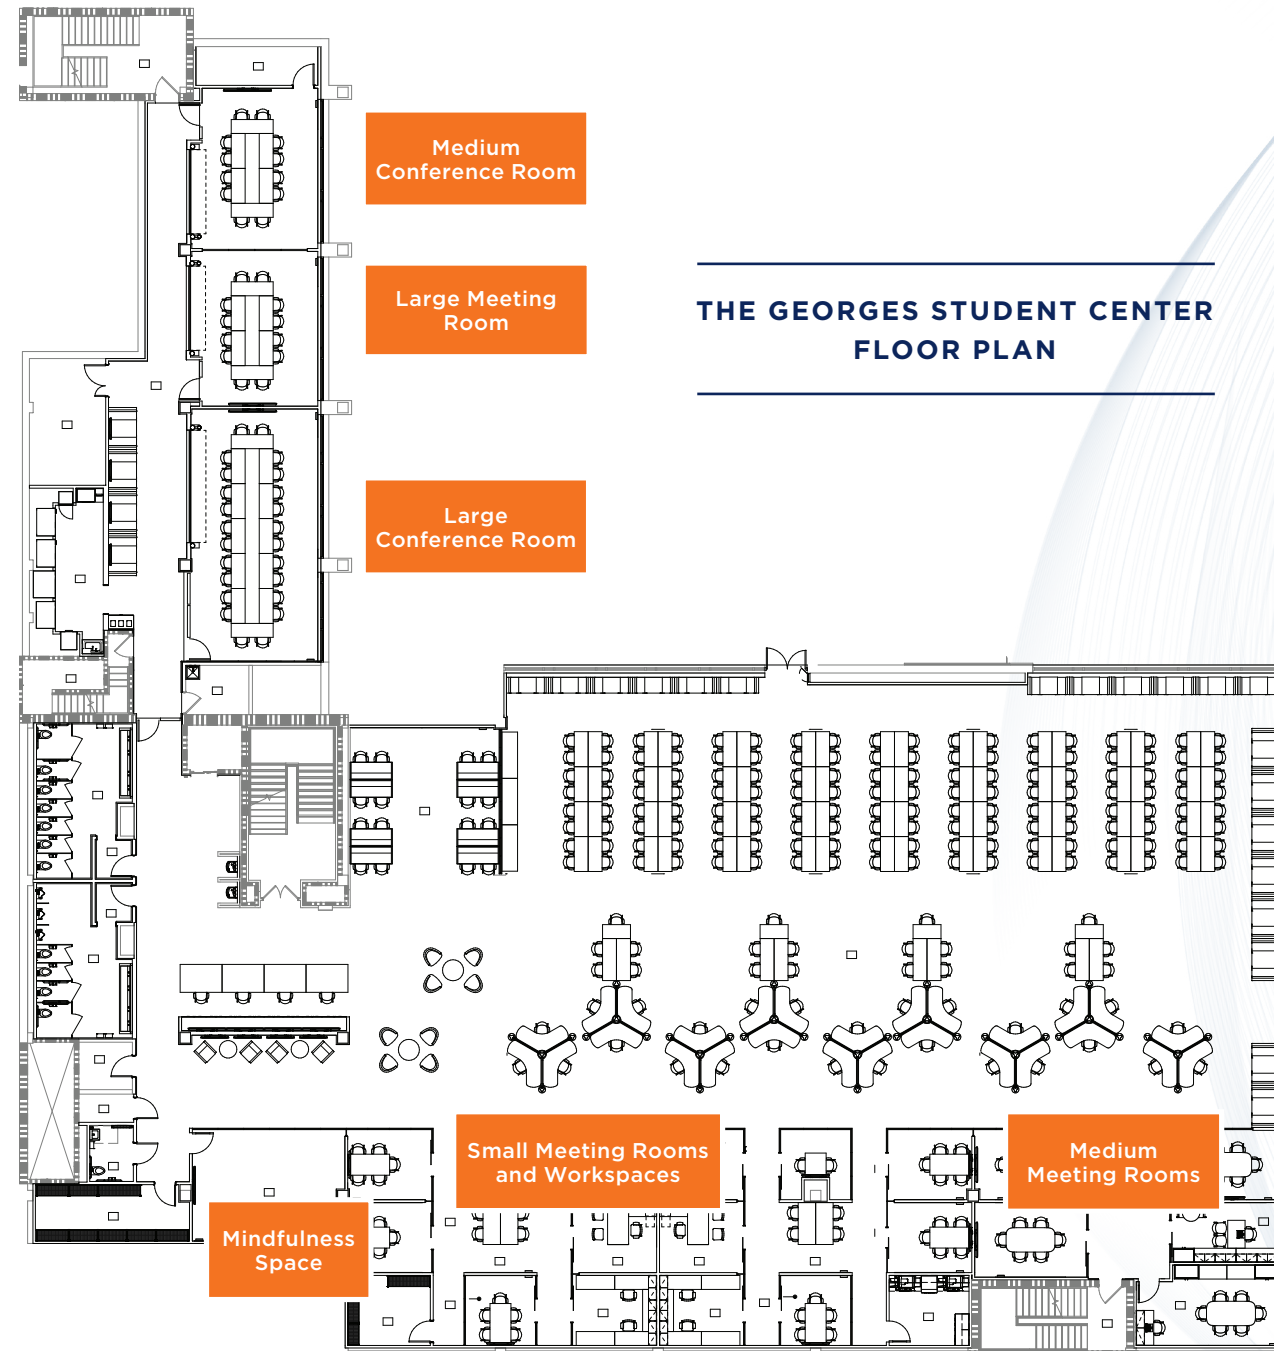 Medium
Conference Room
Large Meeting
Room
THE GEORGES STUDENT CENTER
FLOOR PLAN
Large
Conference Room
Small Meeting Rooms
and Workspaces
Medium
Meeting Rooms
Mindfulness
Space